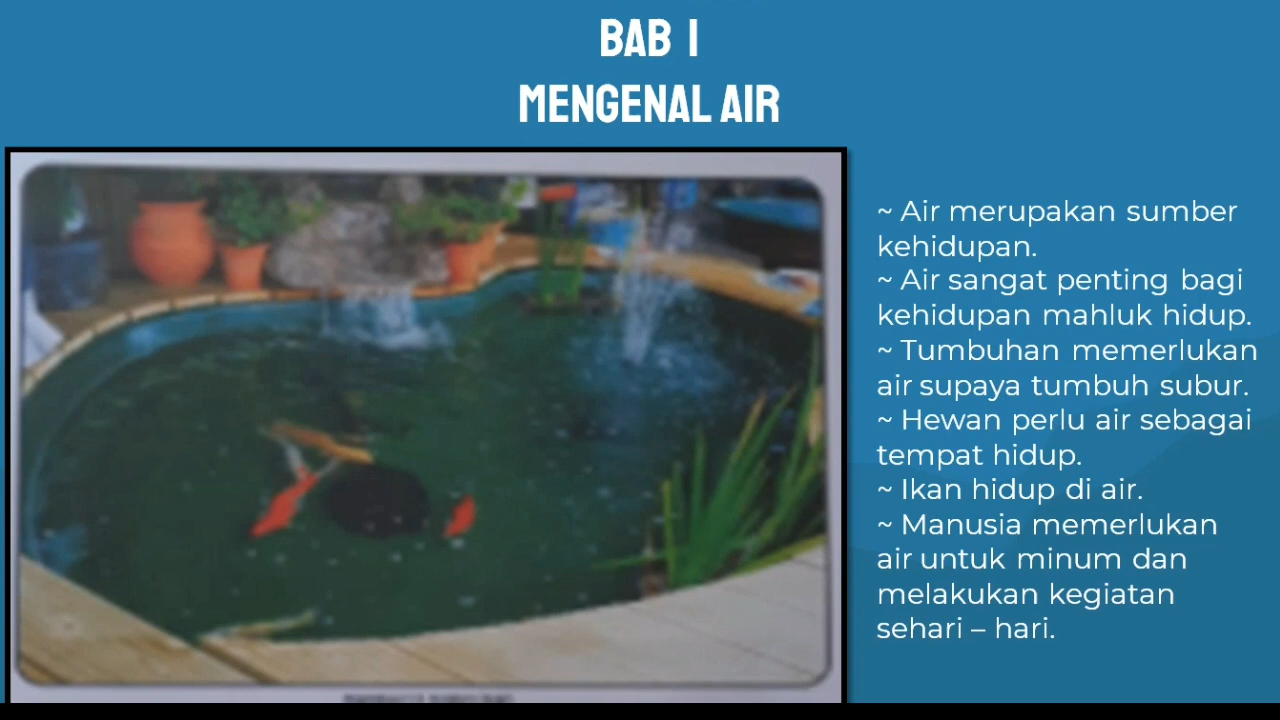 BAB 1
MENGENAL AIR
~ Air merupakan sumber
kehidupan.
~ Air sangat penting bagi
kehidupan mahluk hidup.
~ Tumbuhan memerlukan
air supaya tumbuh subur.
~ Hewan perlu air sebagai
tempat hidup.
~ Ikan hidup di air.
~ Manusia memerlukan
air untuk minum dan
melakukan kegiatan
sehari – hari.